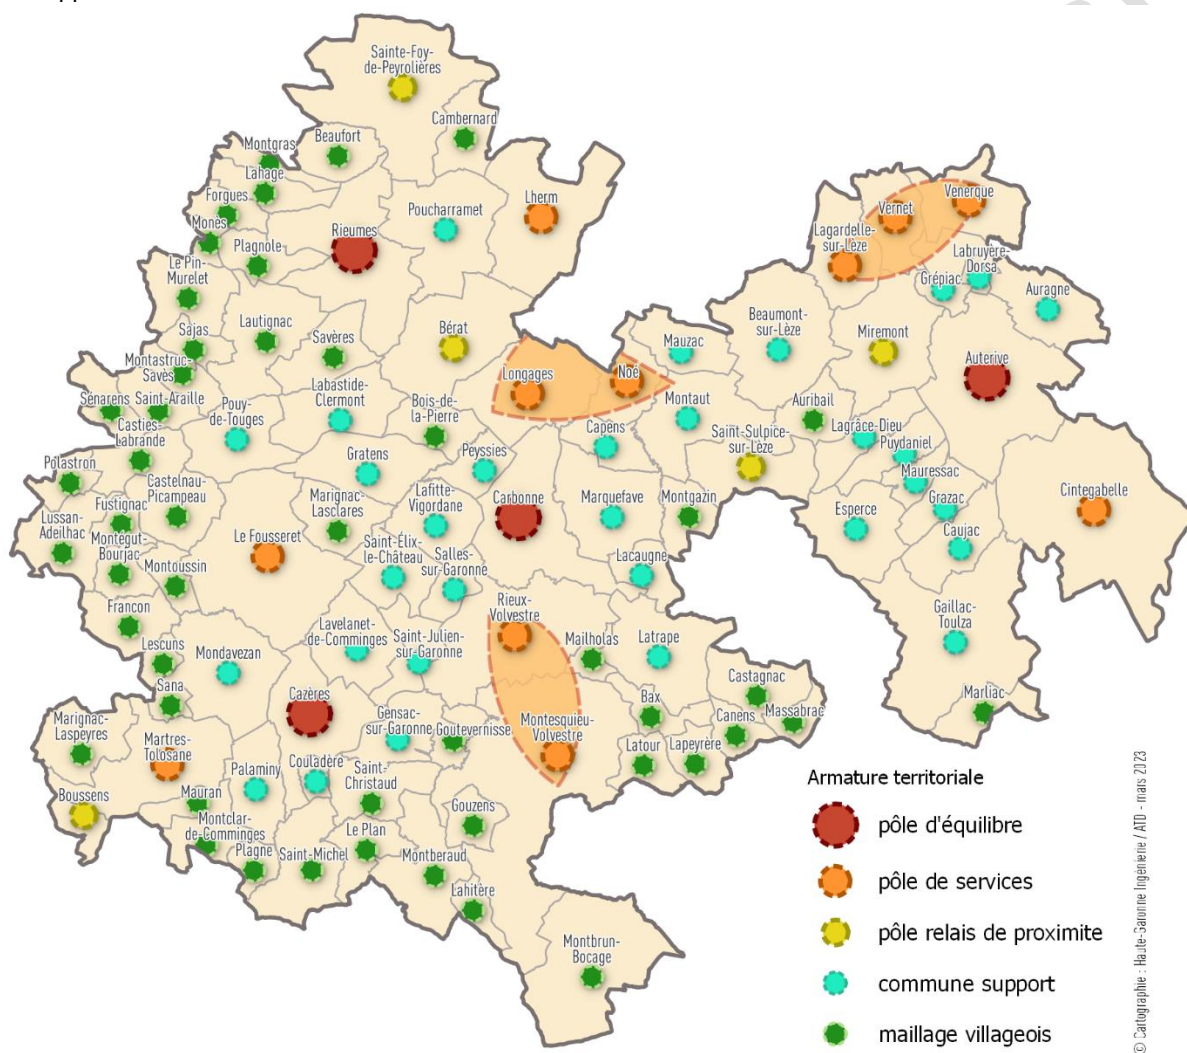 Sainte-Foy-
de-Peyrolières
Cambernard
Beaufort
Montgras
Lahage
Forgues
Monès
Plagnole
Rieumes
Poucharramet
Lherm
Le Pin-
Murelet
Sajas
Lautignac
Savères
Bérat
Montastruc-
Savès
Sénarens
Saint-Araille
Pouy-
de-Touges
Labastide-
Clermont
Bois-de-
la-Pierre
Longages
Noé
Mauzac
Beaumont-
sur-Lèze
Miremont
Lagardelle-
sur-Lèze
Vernet
Venerque
Grépiac
Labruyère-
Dorsa
Auragne
Auterive
Casties-
Labrande
Polastron
Castelnau-
Picampeau
Fustignac
Lussan-
Adeilhac
Montégut-
Bourjac
Montoussin
Gratens
Peyssies
Capens
Montaut
Saint-Sulpice-
sur-Lèze
Auribail
Lagrâce-Dieu
Puydaniel
Mauressac
Grazac
Caujac
Esperce
Cintegabelle
Gaillac-
Toulza
Marliac
Le Fousseret
Marignac-
Lasclares
Lafitte-
Vigordane
Carbonne
Marquefave
Montgazin
Lacaugne
Saint-Élix-
le-Château
Salles-
sur-Garonne
Francon
Lescuns
Sana
Mondavezan
Lavelanet-
de-Comminges
Saint-Julien-
sur-Garonne
Rieux-
Volvestre
Mailholas
Latrape
Castagnac
Massabrac
Canens
Bax
Latour
Lapeyrère
Montesquieu-
Volvestre
Goutevernisse
Gensac-
sur-Garonne
Cazères
Couladère
Palaminy
Marignac-
Laspeyres
Martres-
Tolosane
Boussens
Mauran
Montclar-
de-Comminges
Plagne
Saint-Michel
Saint-
Christaud
Le Plan
Gouzens
Montberaud
Lahitère
Montbrun-
Bocage
Armature territoriale
pôle d'équilibre
pôle de services
pôle relais de proximite
commune support
maillage villageois
© Cartographie : Haute-Garonne Ingénierie / ATD - mars 2023